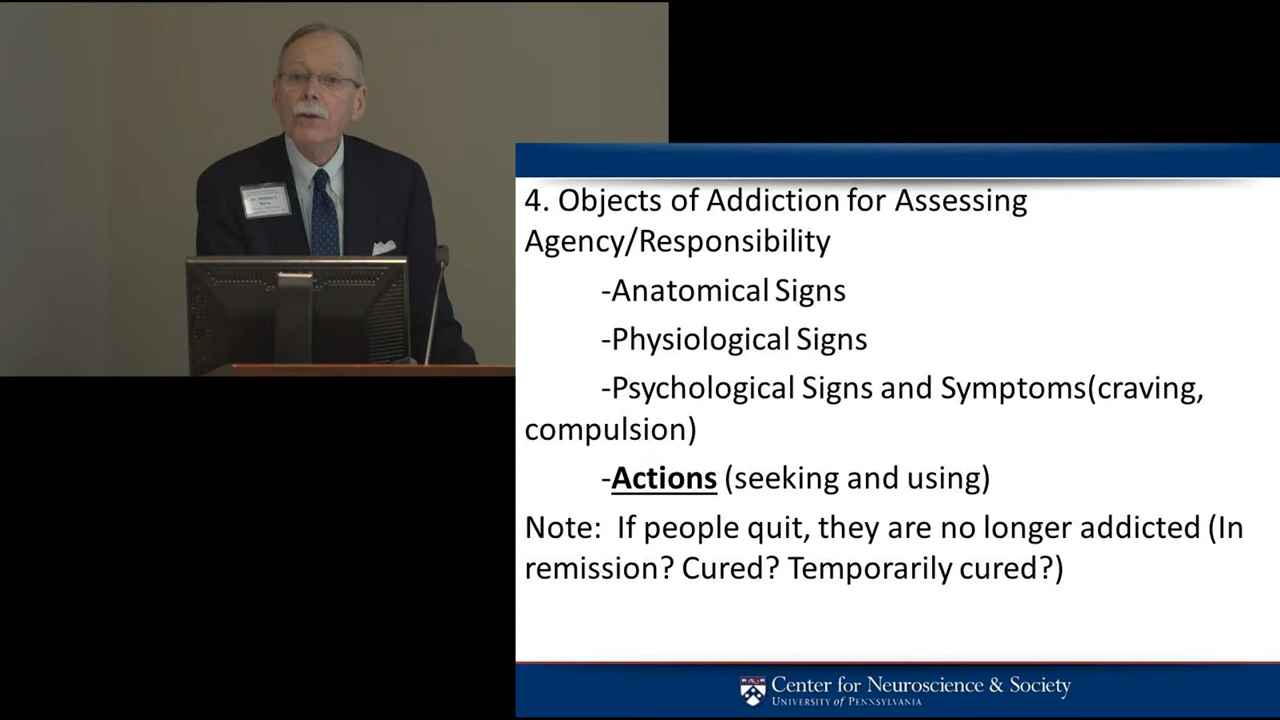 4. Objects of Addiction for Assessing
Agency/Responsibility
-Anatomical Signs
-Physiological Signs
-Psychological Signs and Symptoms(craving,
compulsion)
-Actions (seeking and using)
Note: If people quit, they are no longer addicted (In
remission? Cured? Temporarily cured?)
Center for Neuroscience & Society
UNIVERSITY of PENNSYLVANIA